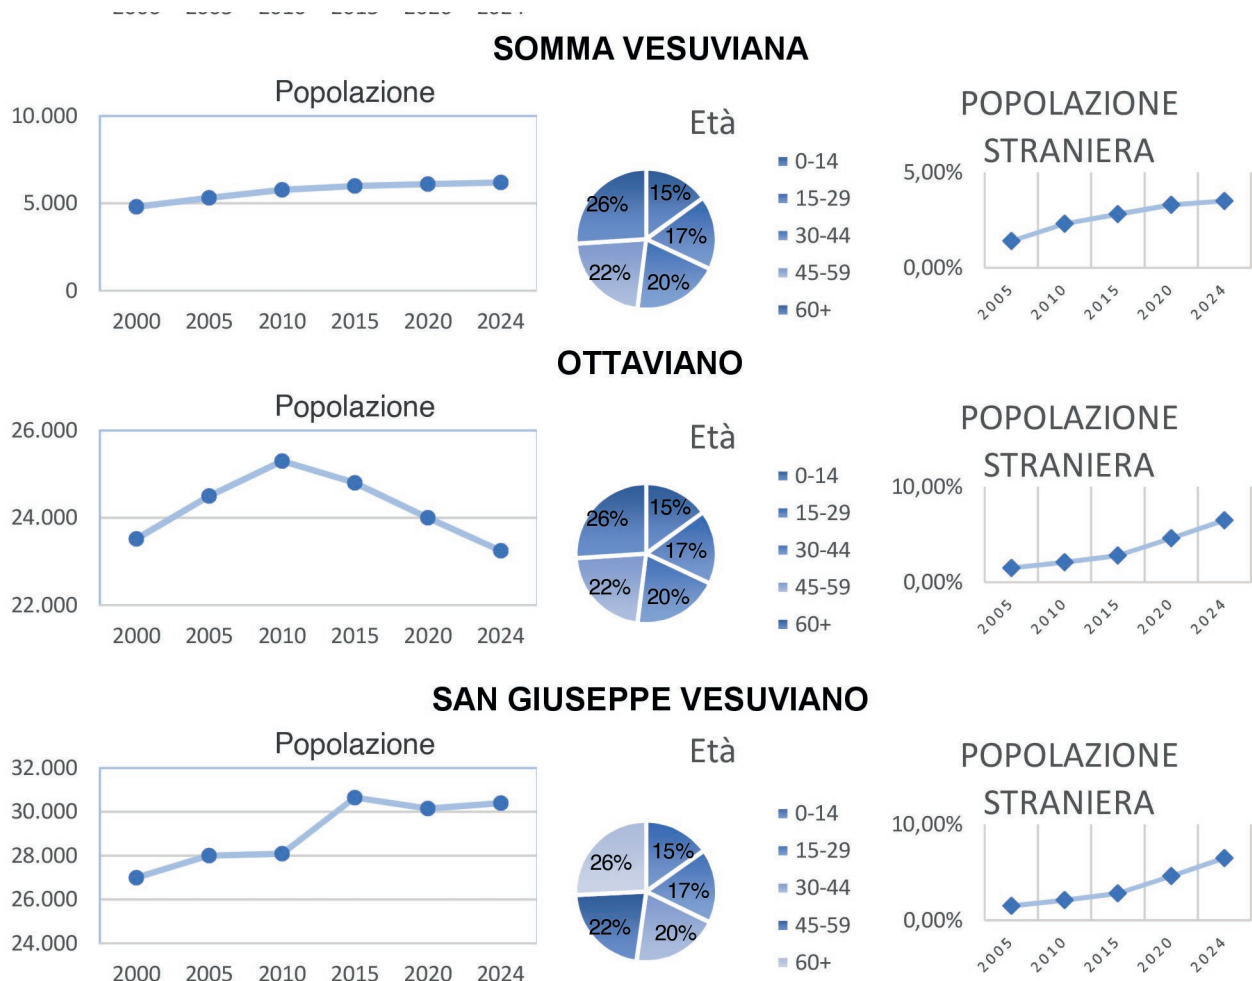 SOMMA VESUVIANA
Popolazione
10.000
5.000
0
2000 2005 2010 2015 2020 2024
Età
15%
17%
20%
22%
26%
0-14
15-29
30-44
45-59
60+
POPOLAZIONE
STRANIERA
5,00%
0,00%
2005 2010 2015 2020 2024
OTTAVIANO
Popolazione
26.000
24.000
22.000
2000 2005 2010 2015 2020 2024
Età
15%
17%
20%
22%
26%
0-14
15-29
30-44
45-59
60+
POPOLAZIONE
STRANIERA
10,00%
0,00%
2005 2010 2015 2020 2024
SAN GIUSEPPE VESUVIANO
Popolazione
32.000
30.000
28.000
26.000
24.000
2000 2005 2010 2015 2020 2024
Età
15%
17%
20%
22%
26%
0-14
15-29
30-44
45-59
60+
POPOLAZIONE
STRANIERA
10,00%
0,00%
2005 2010 2015 2020 2024